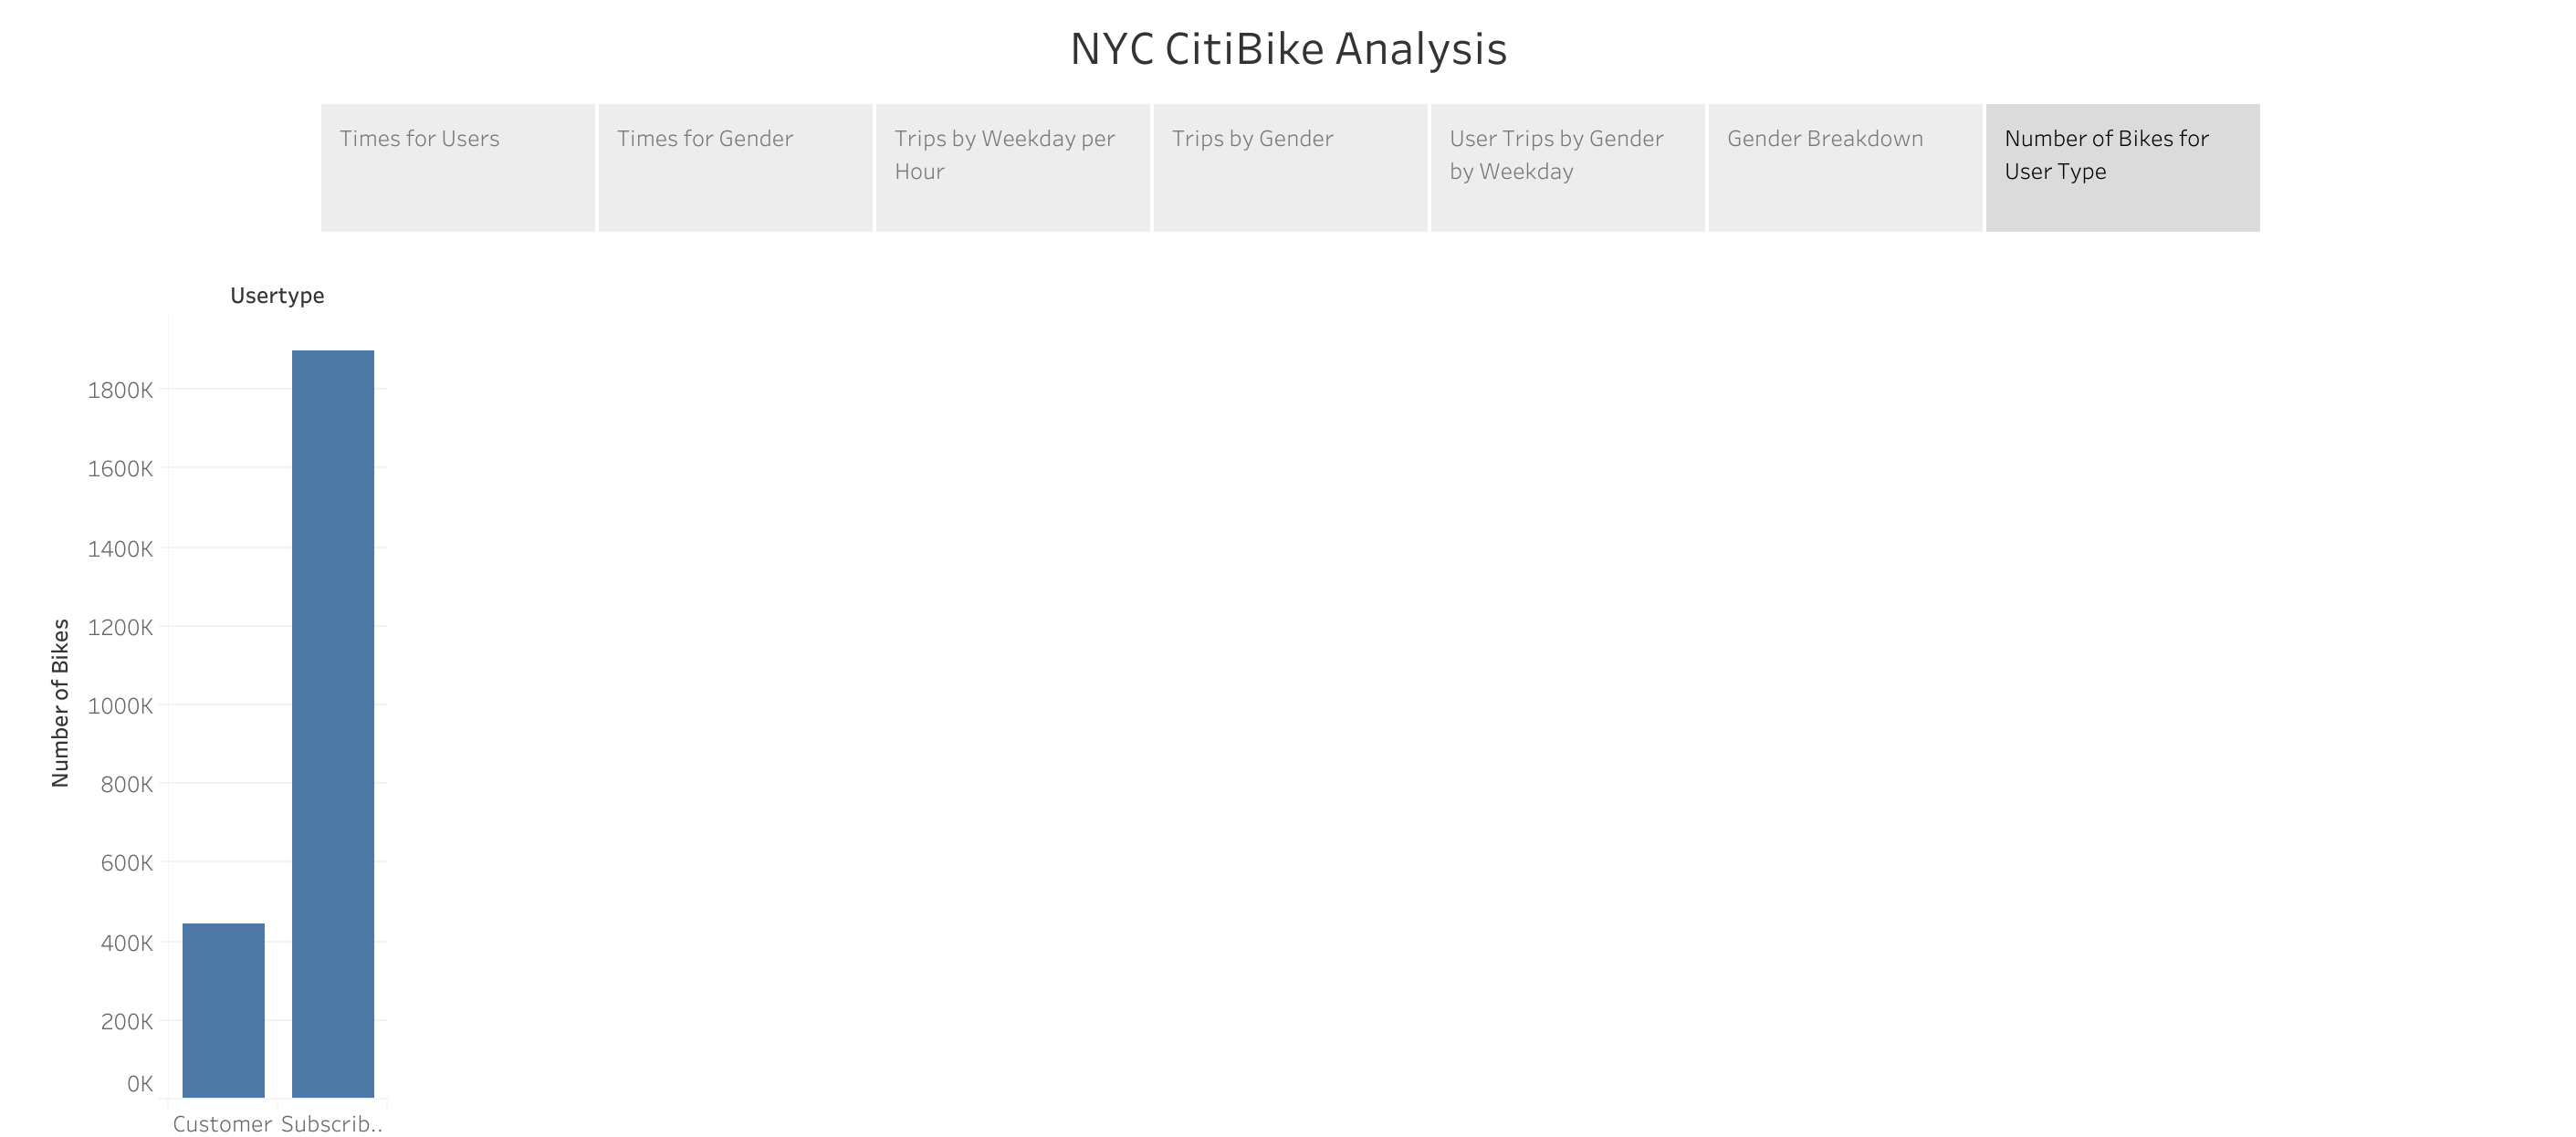 NYC CitiBike Analysis
Times for Users
Times for Gender
Trips by Weekday per
Hour
Trips by Gender
User Trips by Gender
by Weekday
Gender Breakdown
Number of Bikes for
User Type
Usertype
Number of Bikes
1800K
1600K
1400K
1200K
1000K
800K
600K
400K
200K
0K
Customer Subscrib..